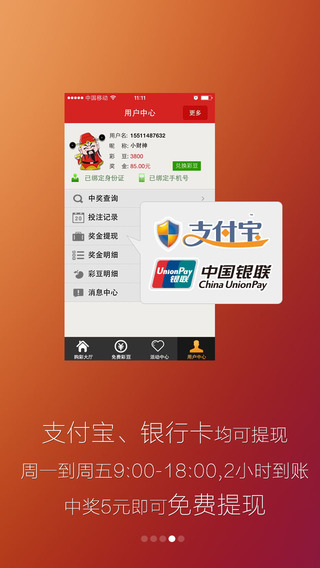 中国移动 11:11
用户中心 更多
用户名: 15511487632
昵 称: 小财神
彩 豆: 3800
奖 金: 85.00元 兑换彩豆
已绑定身份证 已绑定手机号
中奖查询
投注记录
奖金提现
奖金明细
彩豆明细
消息中心
支付宝
UnionPay 银联 中国银联 China UnionPay
购彩大厅 免费彩豆 活动中心 用户中心
支付宝、银行卡均可提现
周一到周五9:00-18:00,2小时到账
中奖5元即可免费提现